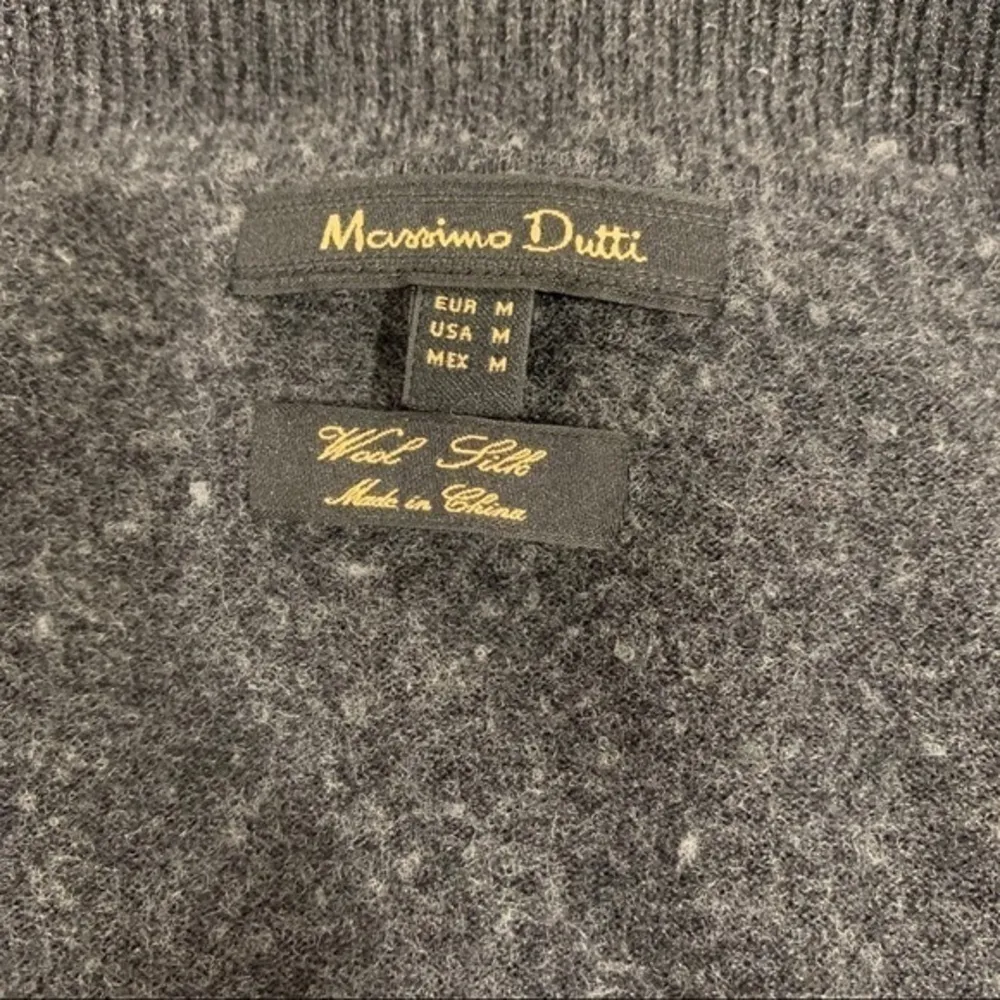 Massimo Dutti
EUR M
USA M
MEX M
Wool Silk
Made in China